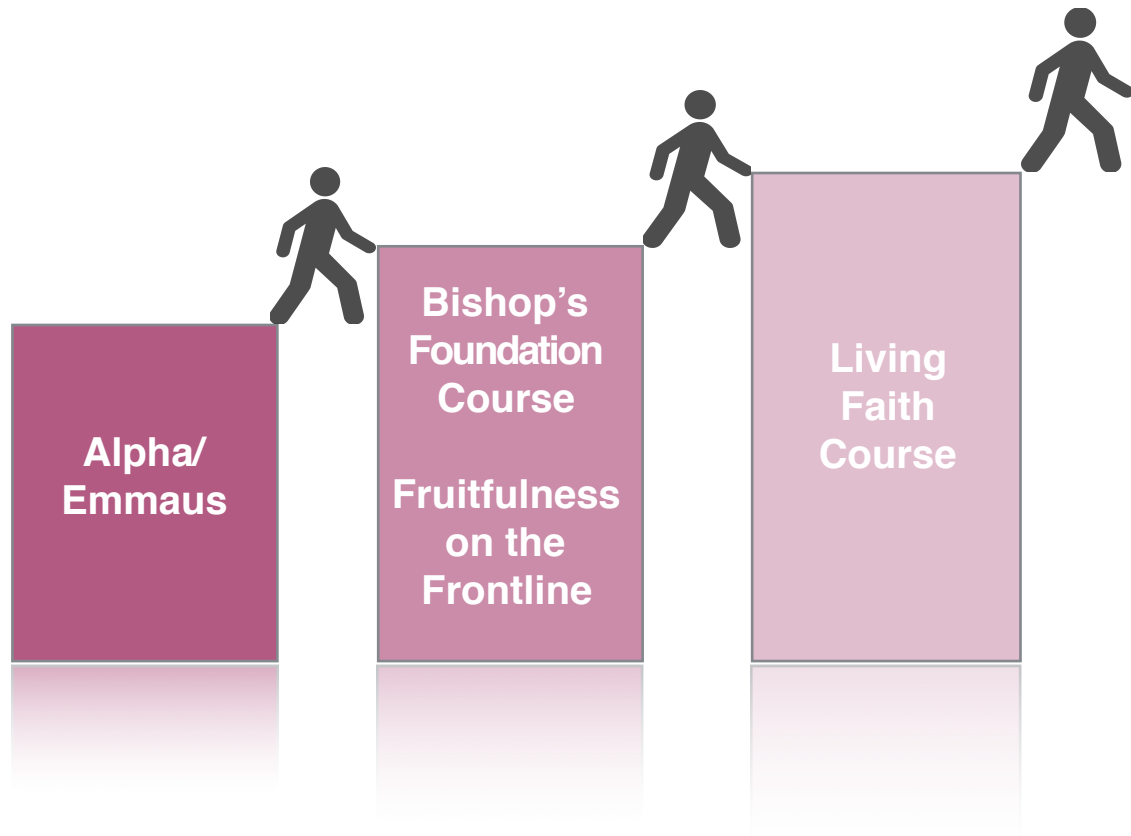 Alpha/
Emmaus
Bishop’s
Foundation
Course
Fruitfulness
on the
Frontline
Living
Faith
Course